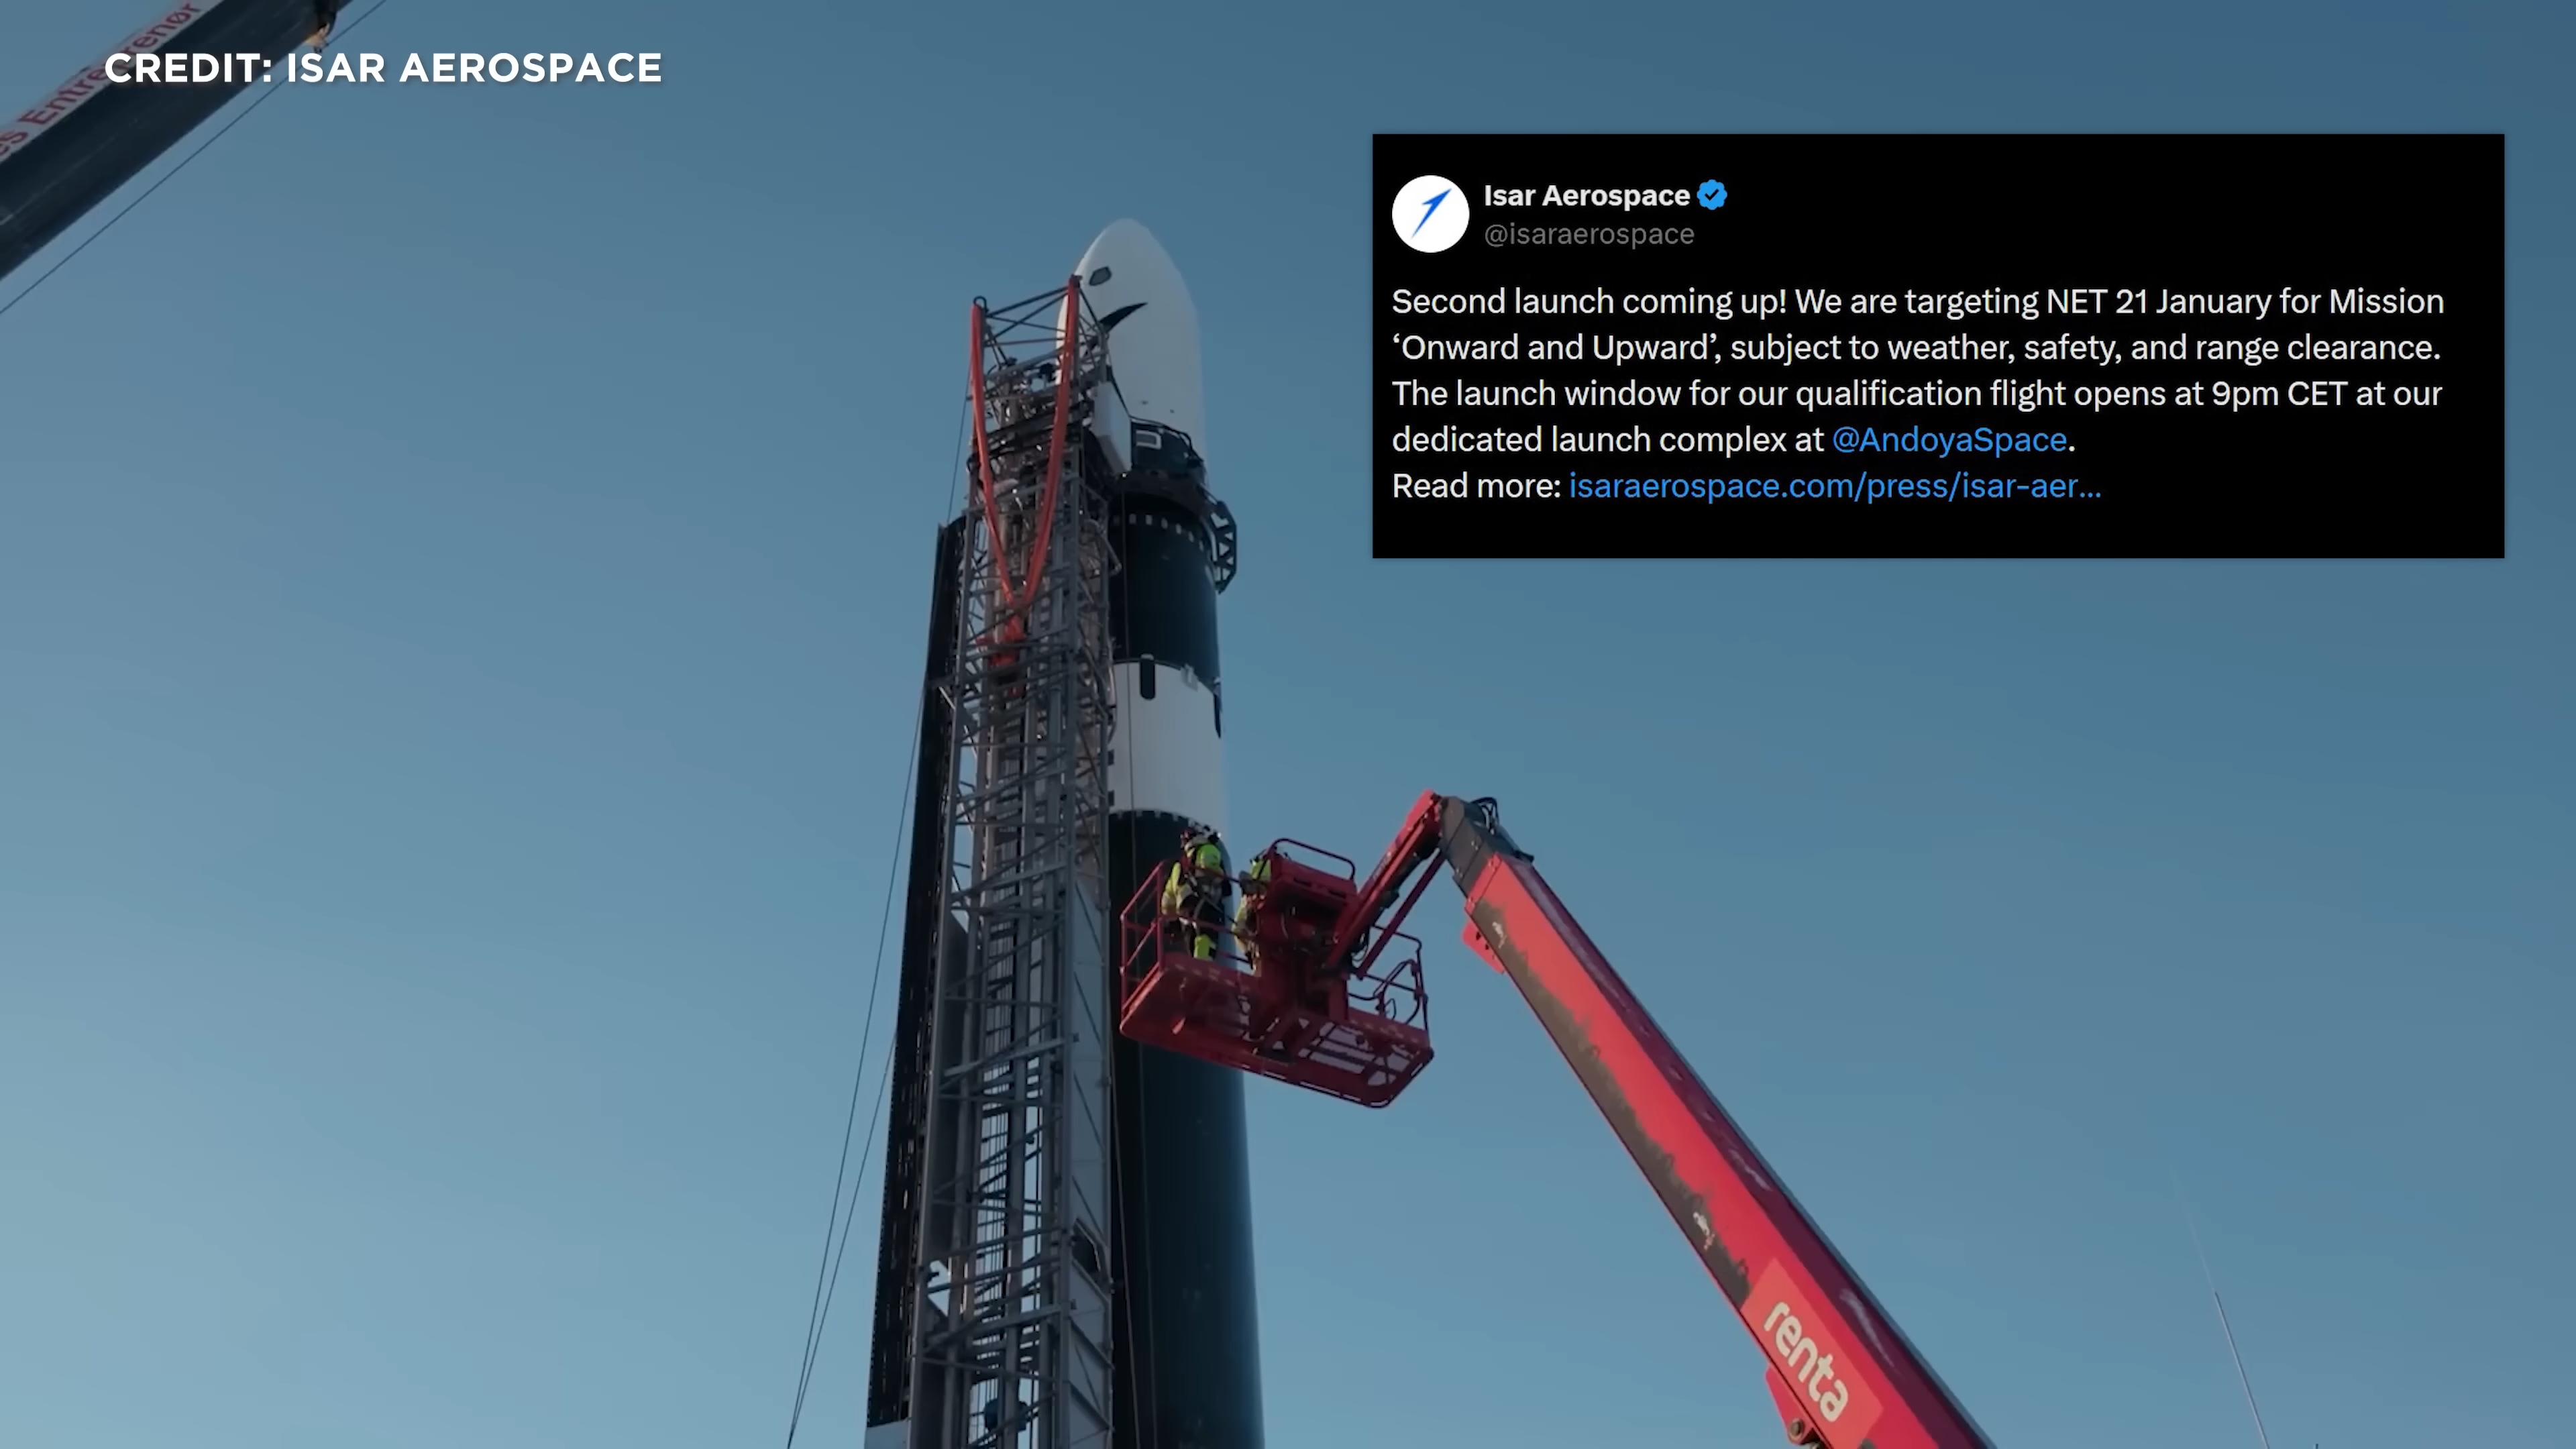 es Entrenør
CREDIT: ISAR AEROSPACE
Isar Aerospace
@isaraerospace
Second launch coming up! We are targeting NET 21 January for Mission
‘Onward and Upward’, subject to weather, safety, and range clearance.
The launch window for our qualification flight opens at 9pm CET at our
dedicated launch complex at @AndoyaSpace.
Read more: isaraerospace.com/press/isar-aer...
renta